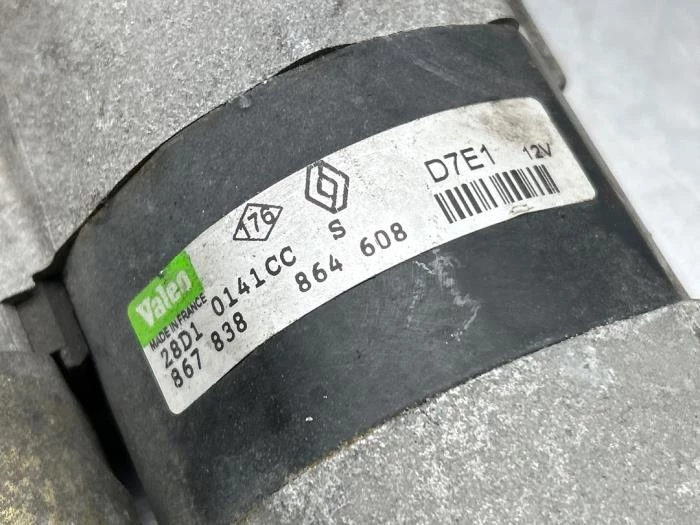 Valeo
MADE IN FRANCE
176
S
D7E1 12V
28D1 0141CC 864 608
867 838